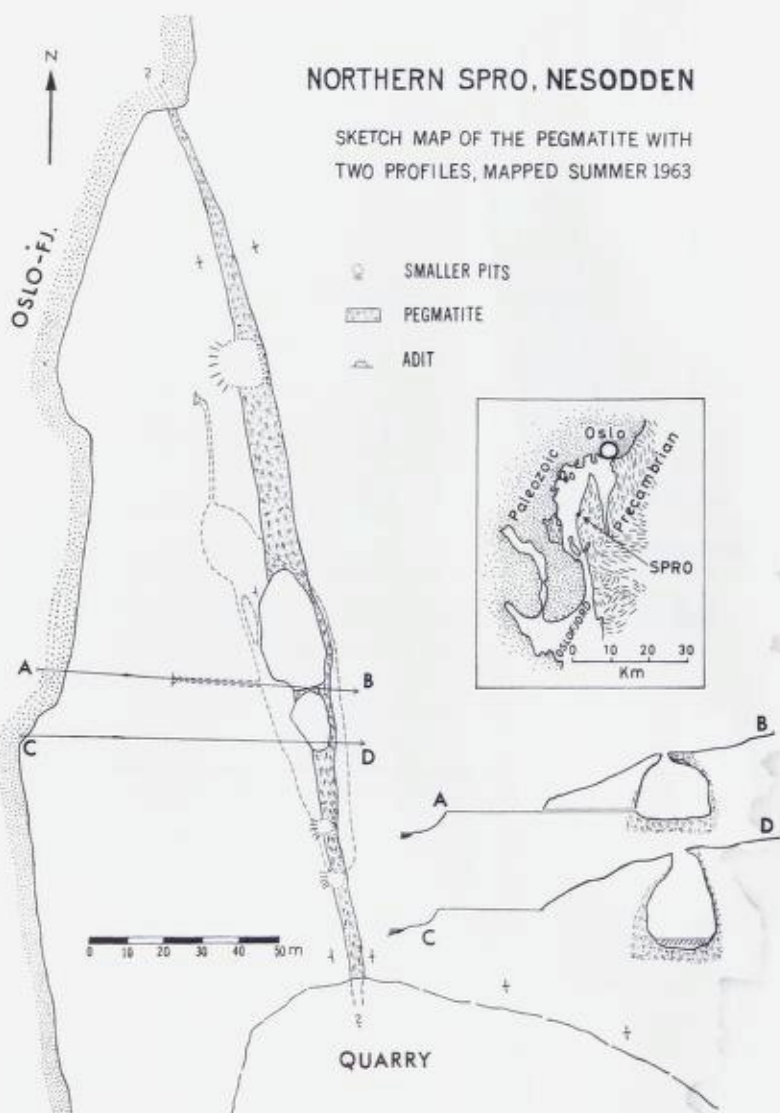 N
NORTHERN SPRO, NESODDEN
SKETCH MAP OF THE PEGMATITE WITH
TWO PROFILES, MAPPED SUMMER 1963
?
OSLO-FJ.
SMALLER PITS
PEGMATITE
ADIT
Oslo
Paleozoic
Precambrian
SPRO
OSLOFJORD
0 10 20 30
Km
A
B
C
D
B
A
D
C
0 10 20 30 40 50 m
?
QUARRY